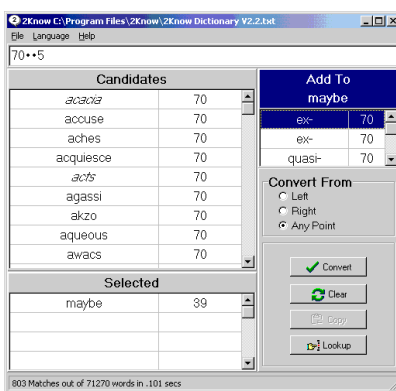 2Know C:\Program Files\2Know\2Know Dictionary V2.2.txt
File Language Help
70••5
Candidates
acacia 70
accuse 70
aches 70
acquiesce 70
acts 70
agassi 70
akzo 70
aqueous 70
awacs 70
Selected
maybe 39
Add To
maybe
ex- 70
ex- 70
quasi- 70
Convert From
Left
Right
Any Point
Convert
Clear
Copy
Lookup
803 Matches out of 71270 words in .101 secs